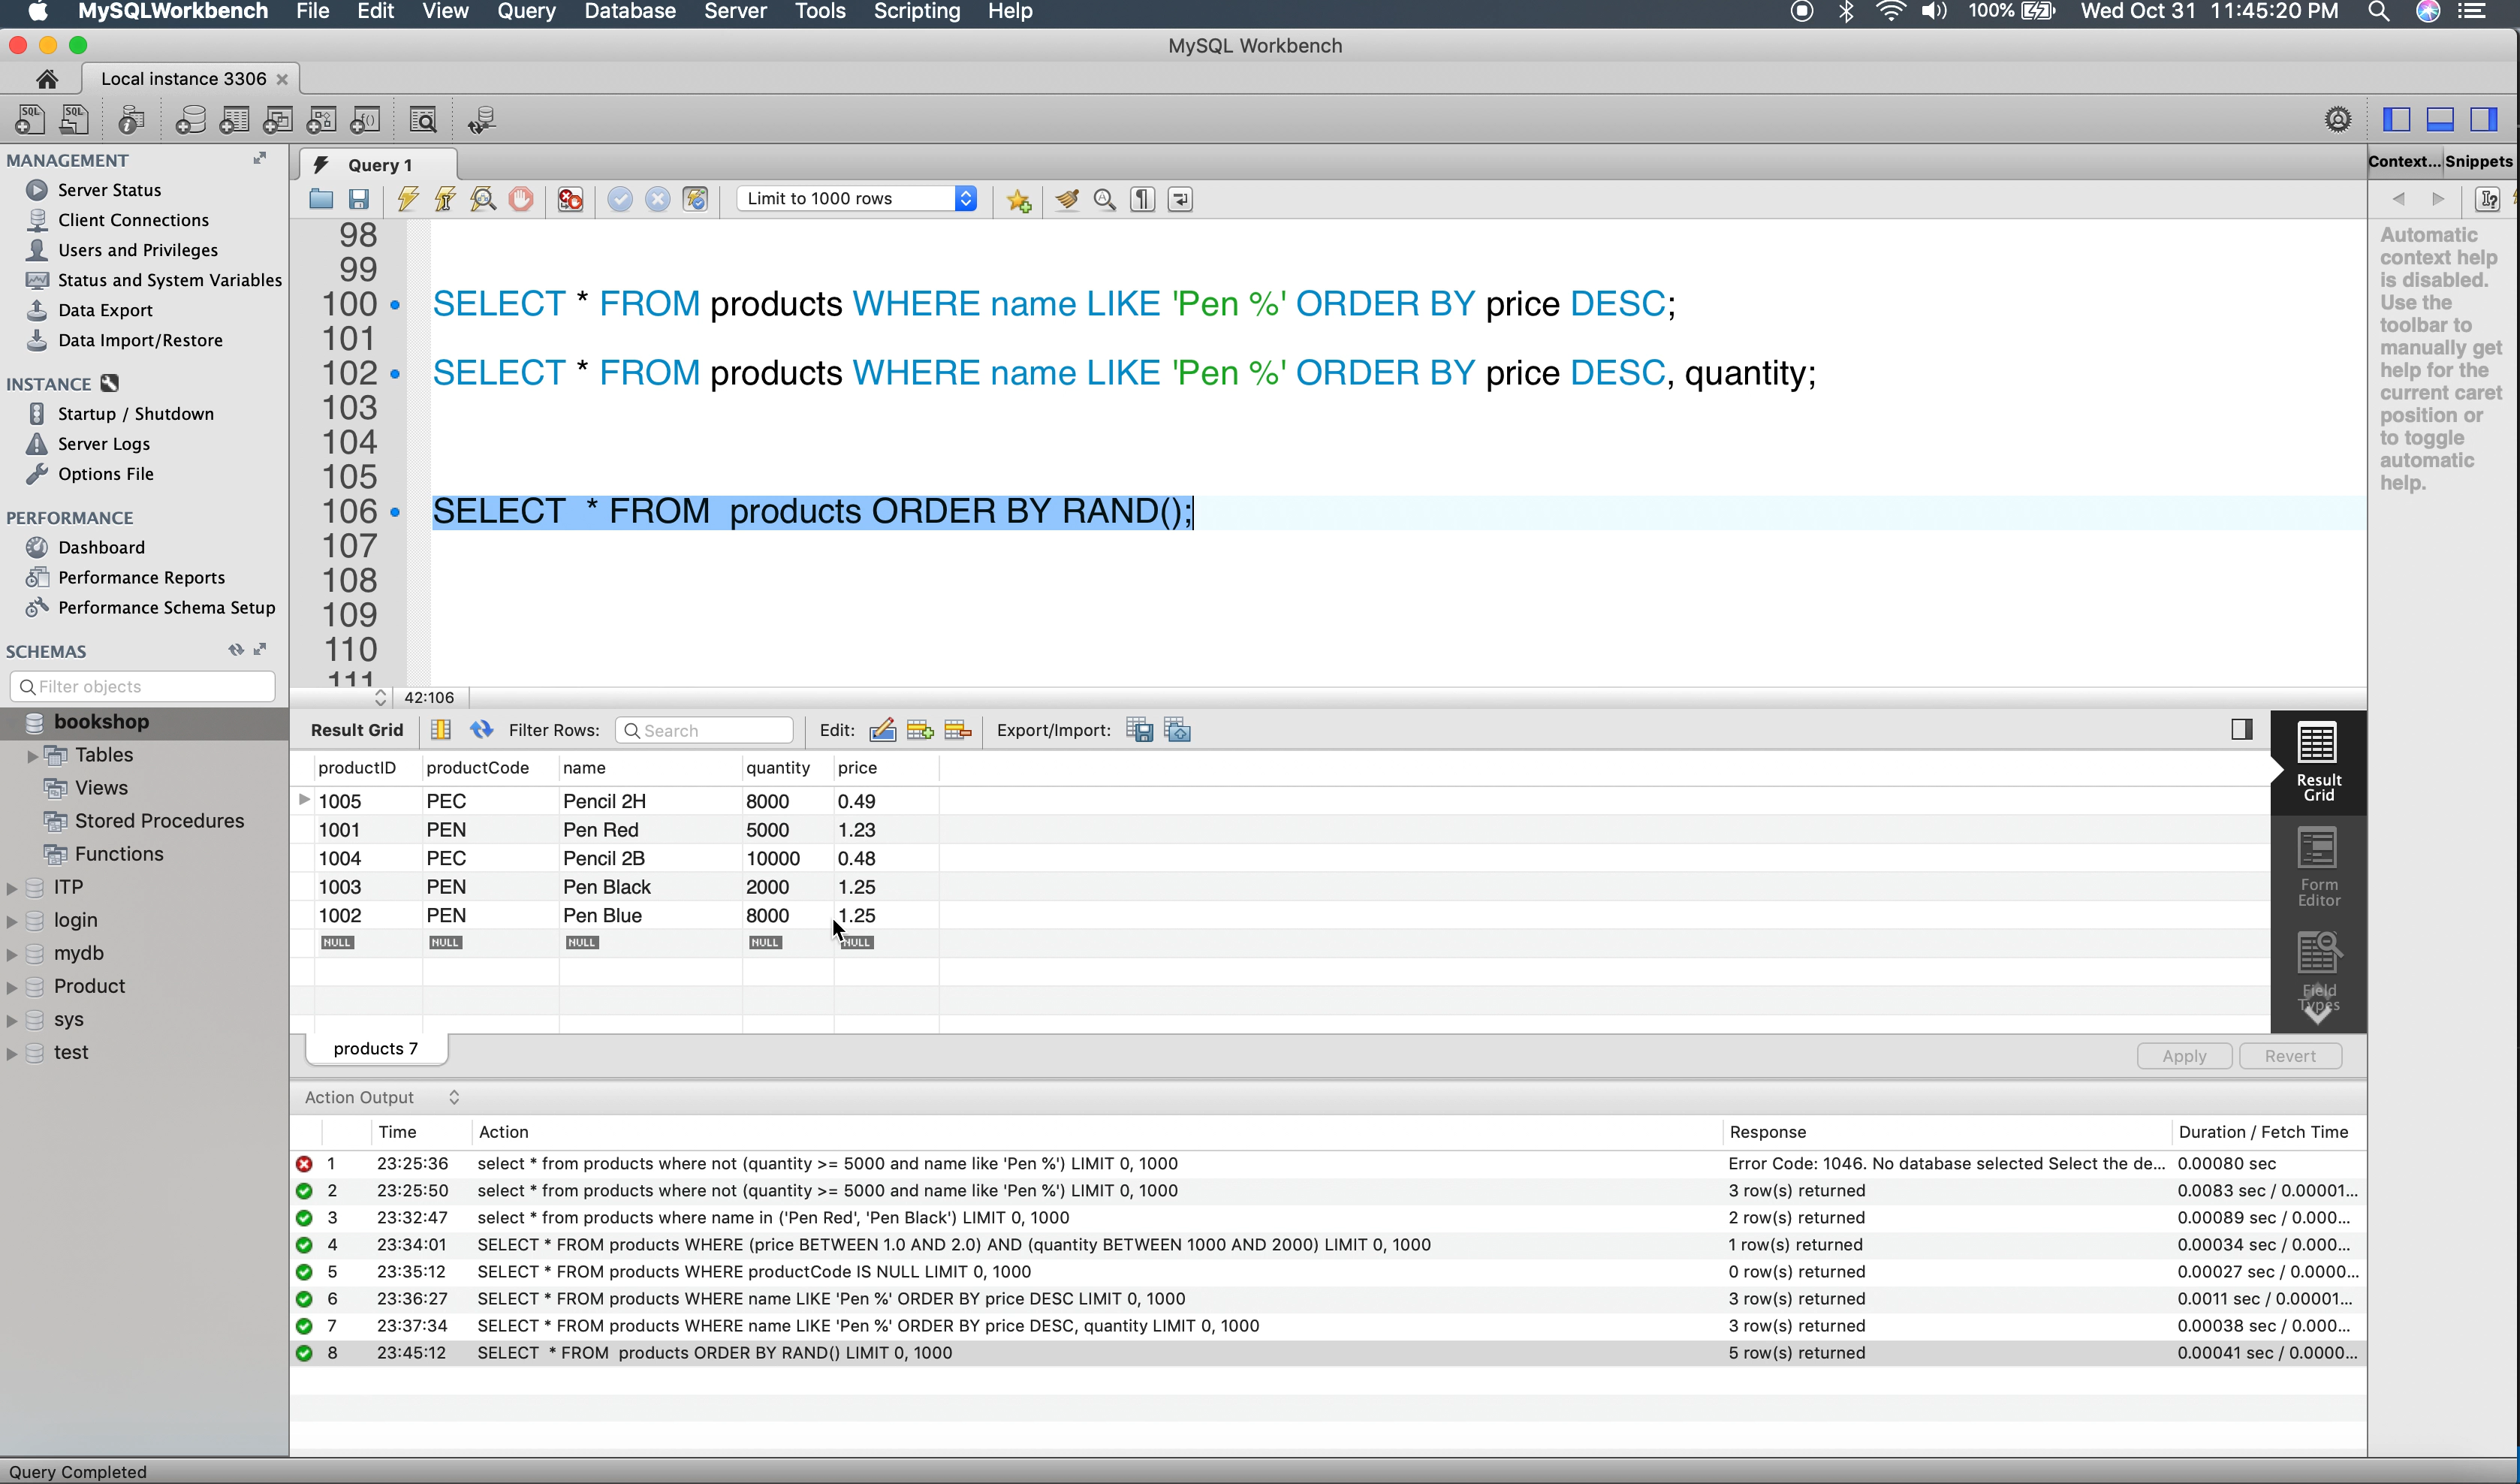 MySQLWorkbench File Edit View Query Database Server Tools Scripting Help 100% Wed Oct 31 11:45:20 PM
MySQL Workbench
Local instance 3306
MANAGEMENT
Server Status
Client Connections
Users and Privileges
Status and System Variables
Data Export
Data Import/Restore
INSTANCE
Startup / Shutdown
Server Logs
Options File
PERFORMANCE
Dashboard
Performance Reports
Performance Schema Setup
SCHEMAS
Filter objects
bookshop
Tables
Views
Stored Procedures
Functions
ITP
login
mydb
Product
sys
test
Query 1
Limit to 1000 rows
98
99
100 SELECT * FROM products WHERE name LIKE 'Pen %' ORDER BY price DESC;
101
102 SELECT * FROM products WHERE name LIKE 'Pen %' ORDER BY price DESC, quantity;
103
104
105
106 SELECT * FROM products ORDER BY RAND();
107
108
109
110
111
42:106
Result Grid Filter Rows: Search Edit: Export/Import:
productID productCode name quantity price
1005 PEC Pencil 2H 8000 0.49
1001 PEN Pen Red 5000 1.23
1004 PEC Pencil 2B 10000 0.48
1003 PEN Pen Black 2000 1.25
1002 PEN Pen Blue 8000 1.25
NULL NULL NULL NULL NULL
Result
Grid
Form
Editor
Field
Types
products 7 Apply Revert
Action Output
Time Action Response Duration / Fetch Time
1 23:25:36 select * from products where not (quantity >= 5000 and name like 'Pen %') LIMIT 0, 1000 Error Code: 1046. No database selected Select the de... 0.00080 sec
2 23:25:50 select * from products where not (quantity >= 5000 and name like 'Pen %') LIMIT 0, 1000 3 row(s) returned 0.0083 sec / 0.00001...
3 23:32:47 select * from products where name in ('Pen Red', 'Pen Black') LIMIT 0, 1000 2 row(s) returned 0.00089 sec / 0.000...
4 23:34:01 SELECT * FROM products WHERE (price BETWEEN 1.0 AND 2.0) AND (quantity BETWEEN 1000 AND 2000) LIMIT 0, 1000 1 row(s) returned 0.00034 sec / 0.000...
5 23:35:12 SELECT * FROM products WHERE productCode IS NULL LIMIT 0, 1000 0 row(s) returned 0.00027 sec / 0.0000...
6 23:36:27 SELECT * FROM products WHERE name LIKE 'Pen %' ORDER BY price DESC LIMIT 0, 1000 3 row(s) returned 0.0011 sec / 0.00001...
7 23:37:34 SELECT * FROM products WHERE name LIKE 'Pen %' ORDER BY price DESC, quantity LIMIT 0, 1000 3 row(s) returned 0.00038 sec / 0.000...
8 23:45:12 SELECT * FROM products ORDER BY RAND() LIMIT 0, 1000 5 row(s) returned 0.00041 sec / 0.0000...
Context... Snippets
Automatic
context help
is disabled.
Use the
toolbar to
manually get
help for the
current caret
position or
to toggle
automatic
help.
Query Completed